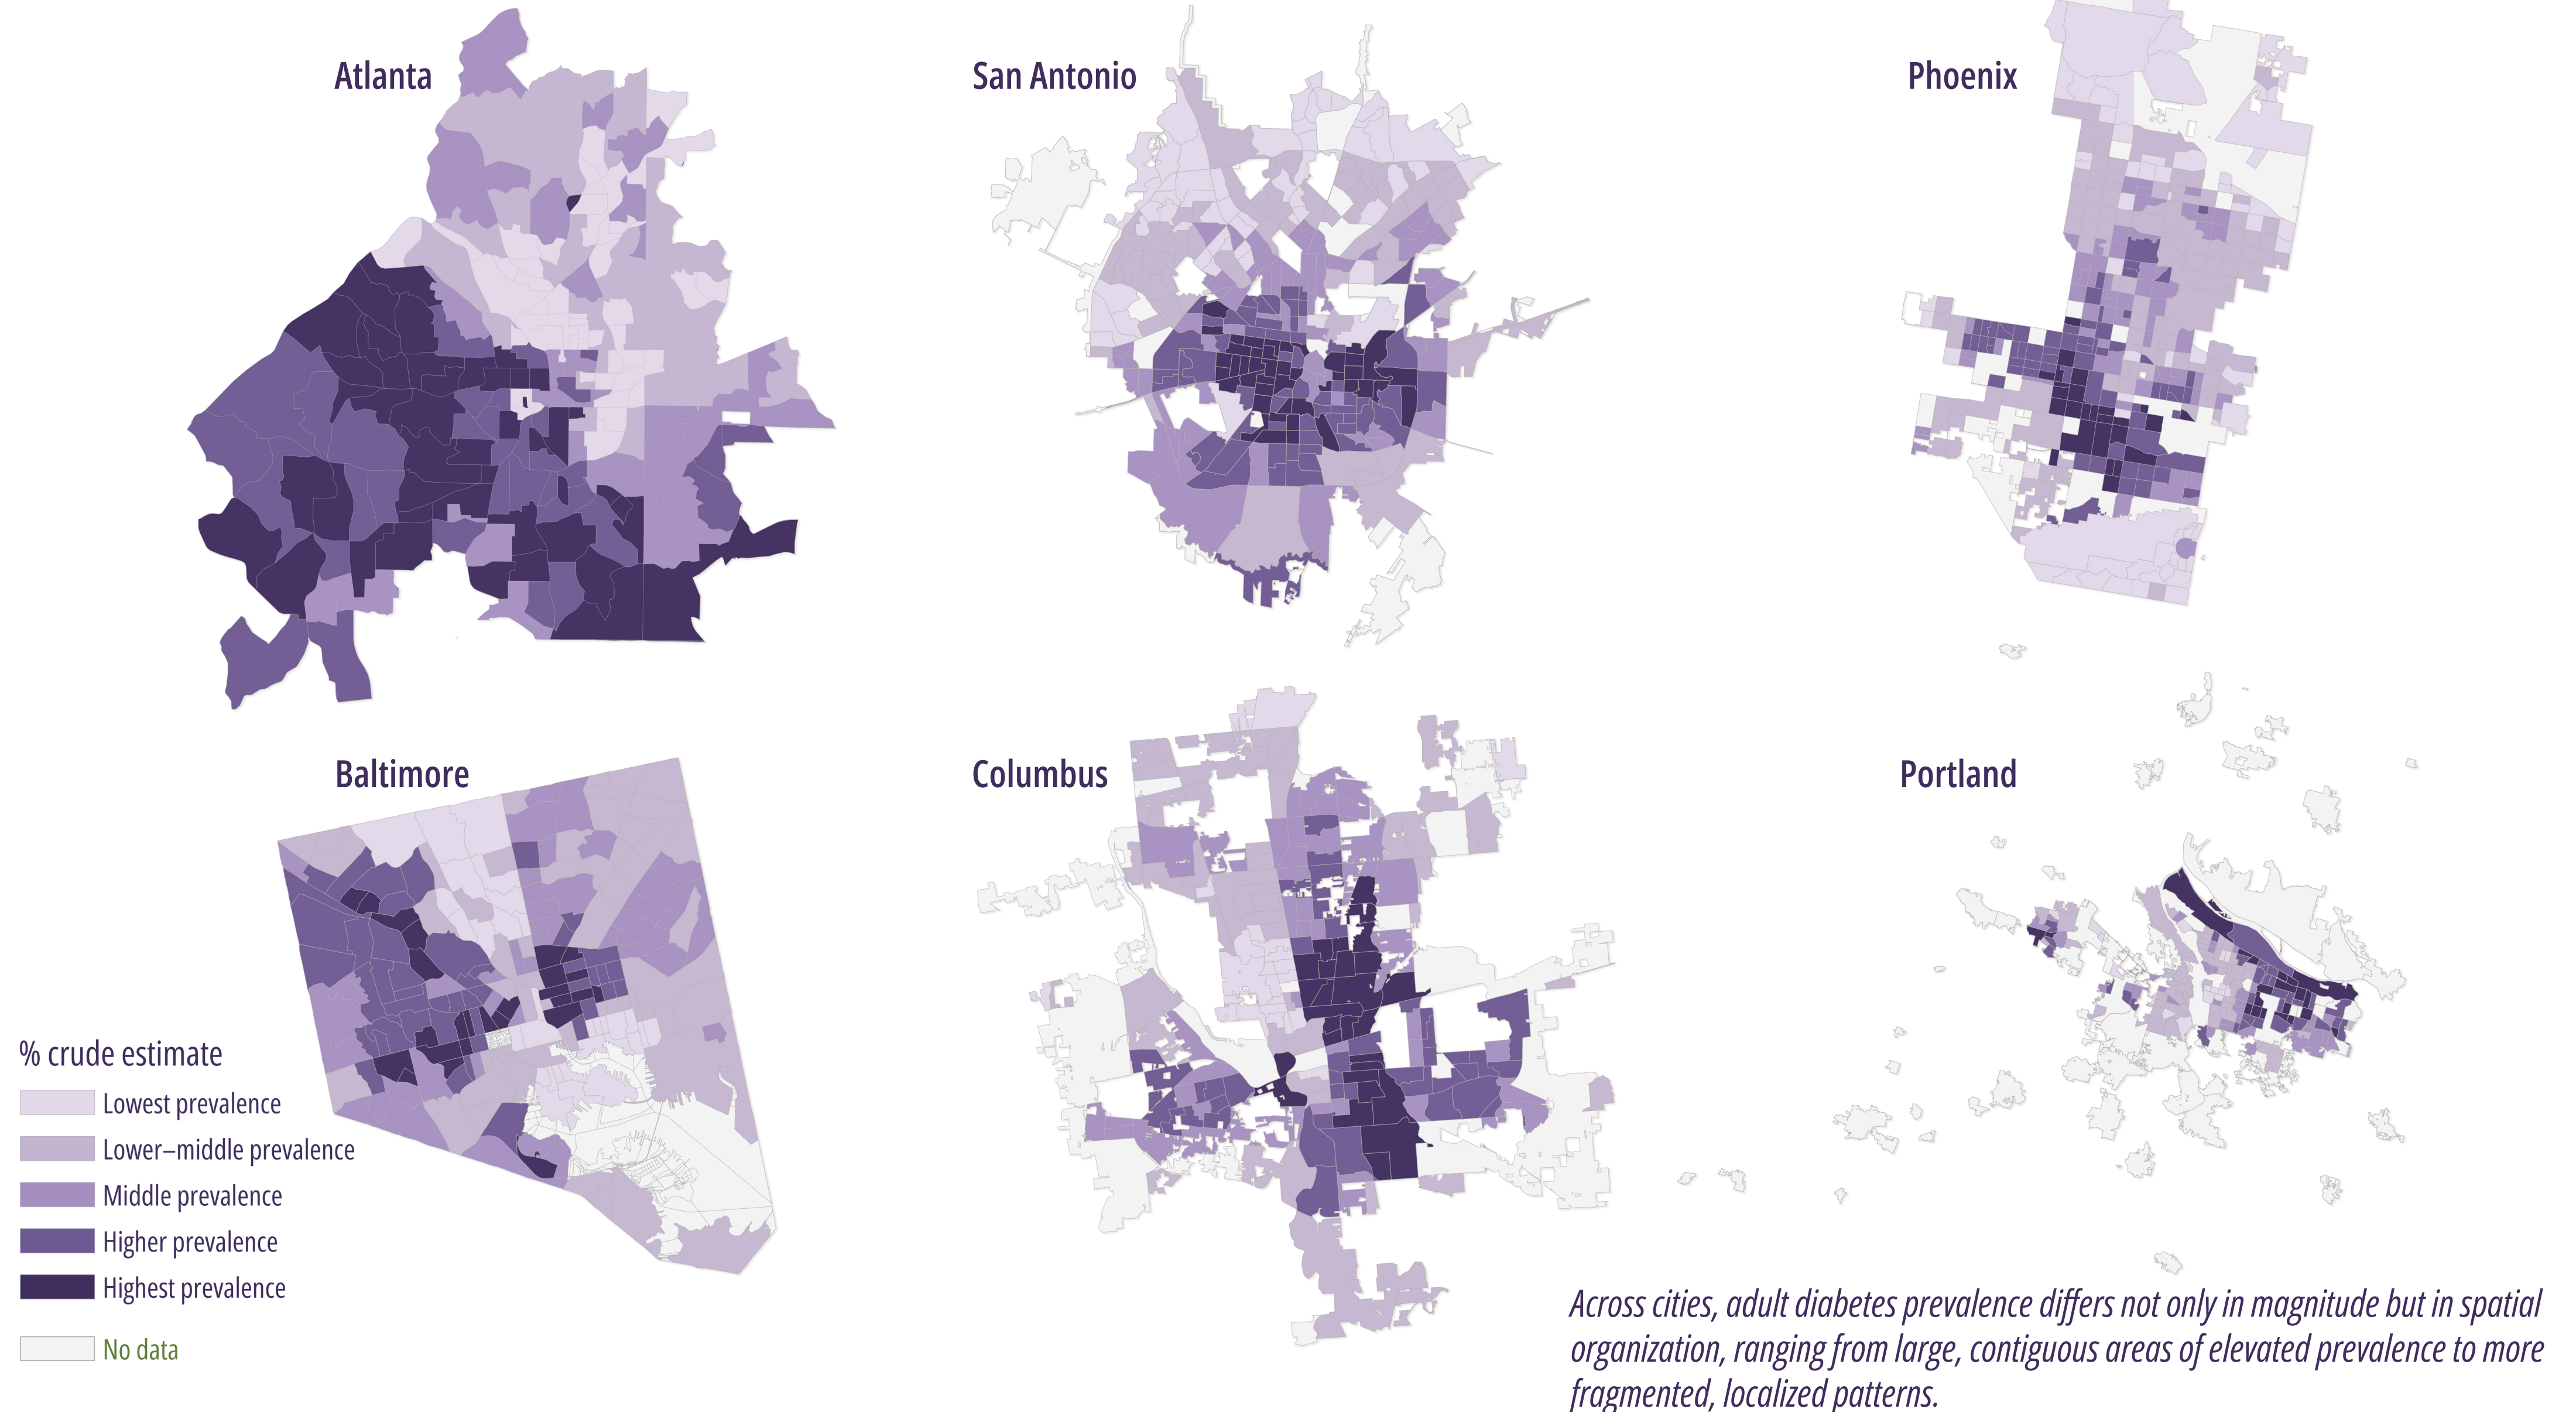 Atlanta
San Antonio
Phoenix
Baltimore
Columbus
Portland
% crude estimate
Lowest prevalence
Lower–middle prevalence
Middle prevalence
Higher prevalence
Highest prevalence
No data
Across cities, adult diabetes prevalence differs not only in magnitude but in spatial
organization, ranging from large, contiguous areas of elevated prevalence to more
fragmented, localized patterns.